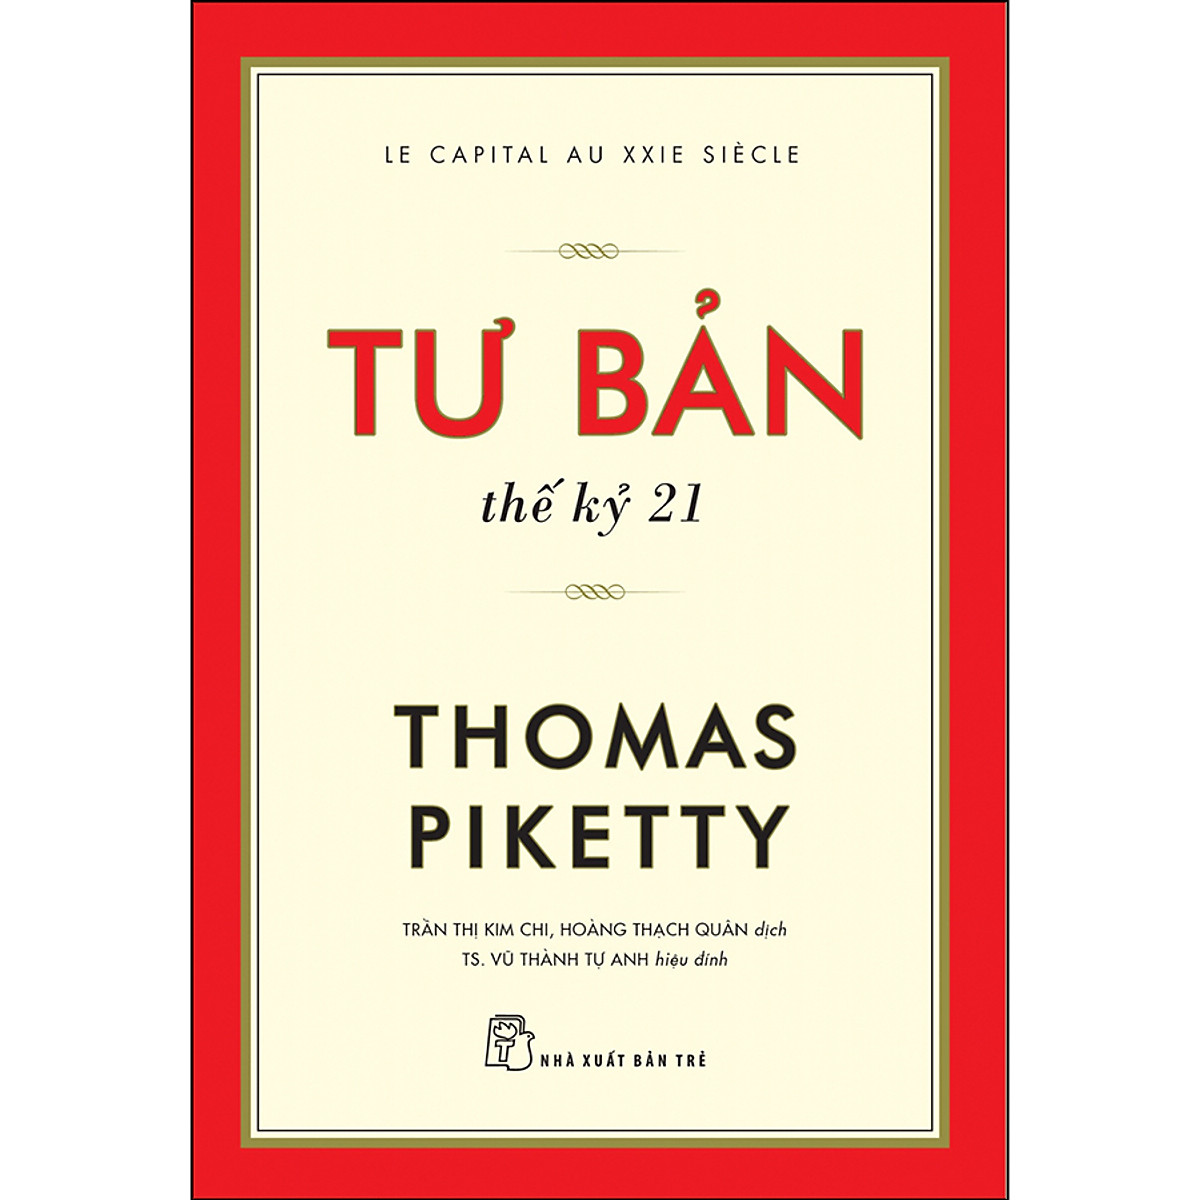 LE CAPITAL AU XXIE SIÈCLE
TƯ BẢN
thế kỷ 21
THOMAS
PIKETTY
TRẦN THỊ KIM CHI, HOÀNG THẠCH QUÂN dịch
TS. VŨ THÀNH TỰ ANH hiệu đính
T
NHÀ XUẤT BẢN TRẺ